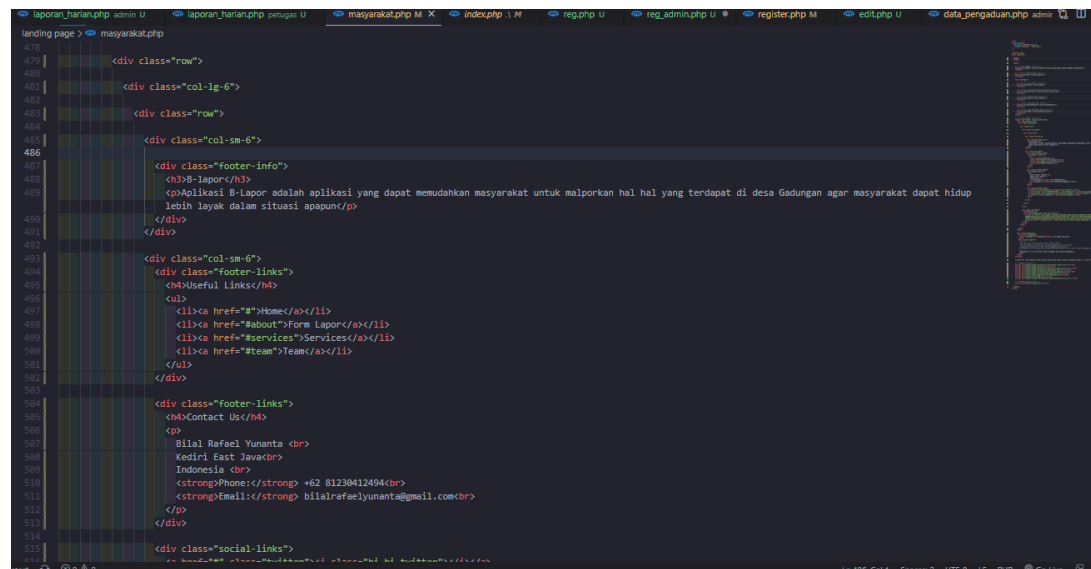 laporan_harian.php admin U laporan_harian.php petugas U masyarakat.php M X index.php .\ M reg.php U reg_admin.php U register.php M edit.php U data_pengaduan.php admir
landing page > masyarakat.php
478
479 <div class="row">
480
481 <div class="col-lg-6">
482
483 <div class="row">
484
485 <div class="col-sm-6">
486
487 <div class="footer-info">
488 <h3>B-lapor</h3>
489 <p>Aplikasi B-Lapor adalah aplikasi yang dapat memudahkan masyarakat untuk malporkan hal hal yang terdapat di desa Gadungan agar masyarakat dapat hidup
lebih layak dalam situasi apapun</p>
490 </div>
491 </div>
492
493 <div class="col-sm-6">
494 <div class="footer-links">
495 <h4>Useful Links</h4>
496 <ul>
497 <li><a href="#">Home</a></li>
498 <li><a href="#about">Form Lapor</a></li>
499 <li><a href="#services">Services</a></li>
500 <li><a href="#team">Team</a></li>
501 </ul>
502 </div>
503
504 <div class="footer-links">
505 <h4>Contact Us</h4>
506 <p>
507 Bilal Rafael Yunanta <br>
508 Kediri East Java<br>
509 Indonesia <br>
510 <strong>Phone:</strong> +62 81230412494<br>
511 <strong>Email:</strong> bilalrafaelyunanta@gmail.com<br>
512 </p>
513 </div>
514
515 <div class="social-links">